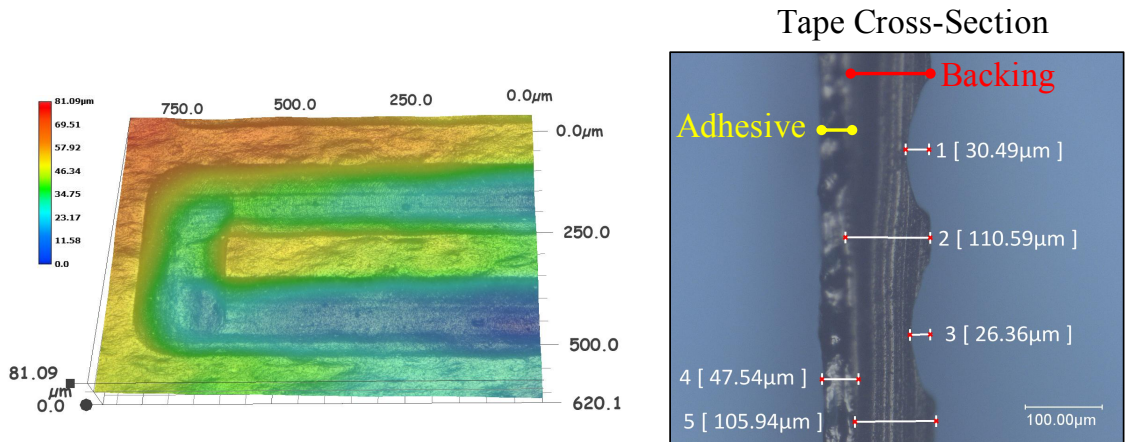 Tape Cross-Section
81.09µm
69.51
57.92
46.34
34.75
23.17
11.58
0.0
750.0
500.0
250.0
0.0µm
0.0µm
250.0
500.0
620.1
81.09
µm
0.0
Backing
Adhesive
1 [ 30.49µm ]
2 [ 110.59µm ]
3 [ 26.36µm ]
4 [ 47.54µm ]
5 [ 105.94µm ]
100.00µm